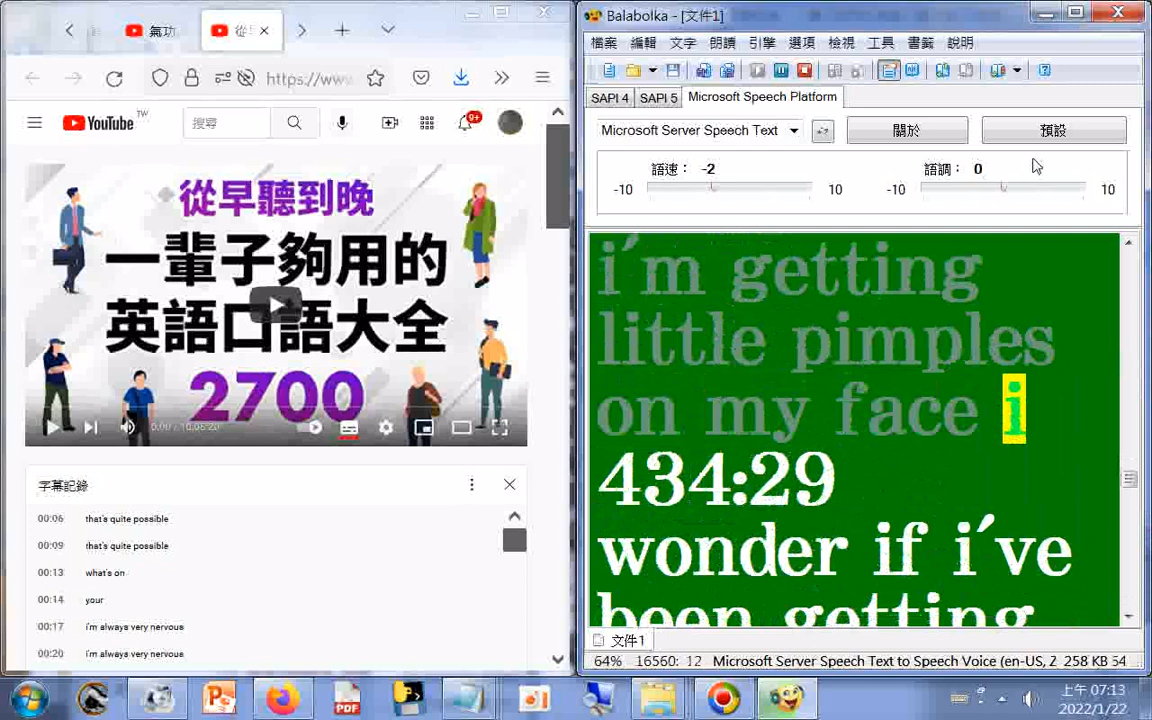 氣功
從!
https://www
YouTube TW
搜尋
9+
從早聽到晚
一輩子夠用的
英語口語大全
2700
0:00 / 10:05:20
字幕記錄
00:06 that's quite possible
00:09 that's quite possible
00:13 what's on
00:14 your
00:17 i'm always very nervous
00:20 i'm always very nervous
Balabolka - [文件1]
檔案 編輯 文字 朗讀 引擎 選項 檢視 工具 書籤 說明
SAPI 4 SAPI 5 Microsoft Speech Platform
Microsoft Server Speech Text 關於 預設
語速： -2 語調： 0
-10 10 -10 10
i´m getting
little pimples
on my face i
434:29
wonder if i´ve
been getting
文件1
64% 16560: 12 Microsoft Server Speech Text to Speech Voice (en-US, 2 258 KB 54
PDF
上午 07:13
2022/1/22